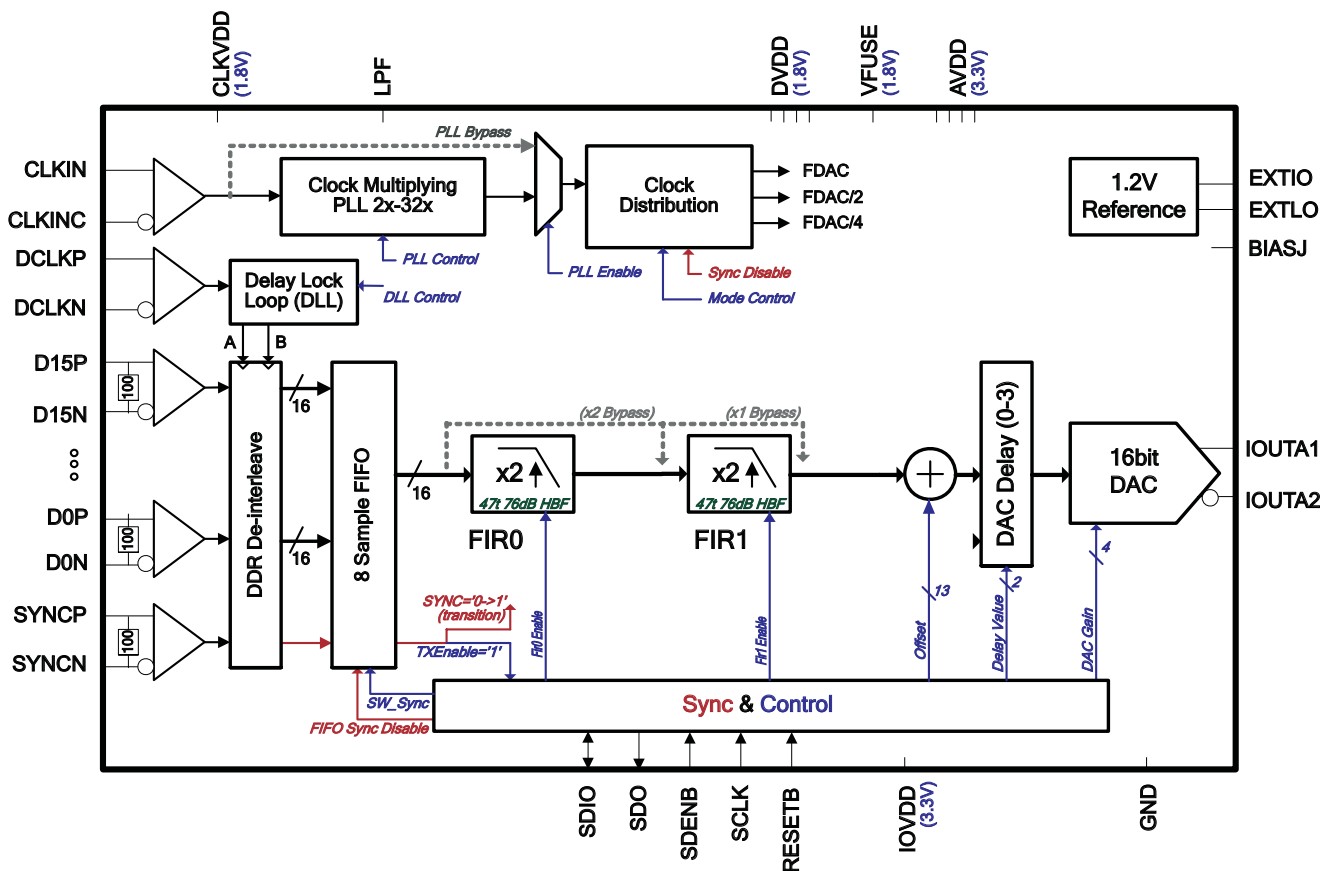 CLKVDD
(1.8V)
LPF
DVDD
(1.8V)
VFUSE
(1.8V)
AVDD
(3.3V)
PLL Bypass
CLKIN
CLKINC
Clock Multiplying
PLL 2x-32x
Clock
Distribution
FDAC
FDAC/2
FDAC/4
1.2V
Reference
EXTIO
EXTLO
BIASJ
DCLKP
DCLKN
PLL Control
PLL Enable
Sync Disable
Mode Control
Delay Lock
Loop (DLL)
DLL Control
A
B
D15P
100
D15N
D0P
100
D0N
SYNCP
100
SYNCN
DDR De-interleave
16
16
8 Sample FIFO
16
(x2 Bypass)
(x1 Bypass)
x2
47t 76dB HBF
FIR0
x2
47t 76dB HBF
FIR1
+
DAC Delay (0-3)
16bit
DAC
IOUTA1
IOUTA2
SYNC='0->1'
(transition)
TXEnable='1'
Fir0 Enable
Fir1 Enable
Offset
13
Delay Value
2
DAC Gain
4
SW_Sync
FIFO Sync Disable
Sync & Control
SDIO
SDO
SDENB
SCLK
RESETB
IOVDD
(3.3V)
GND